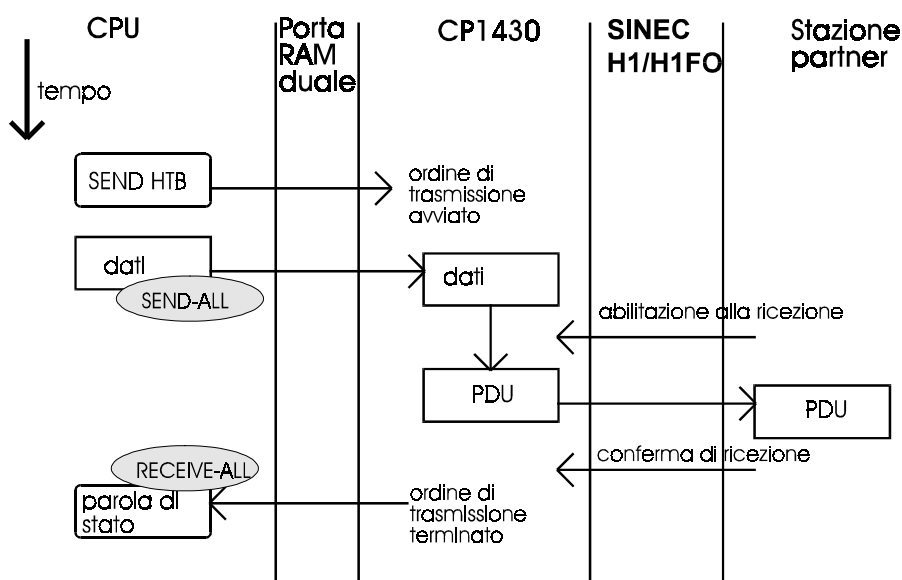 CPU
Porta
RAM
duale
CP1430
SINEC
H1/H1FO
Stazione
partner
tempo
SEND HTB
ordine di
trasmissione
avviato
dati
SEND-ALL
dati
abilitazione alla ricezione
PDU
PDU
RECEIVE-ALL
conferma di ricezione
parola di
stato
ordine di
trasmissione
terminato